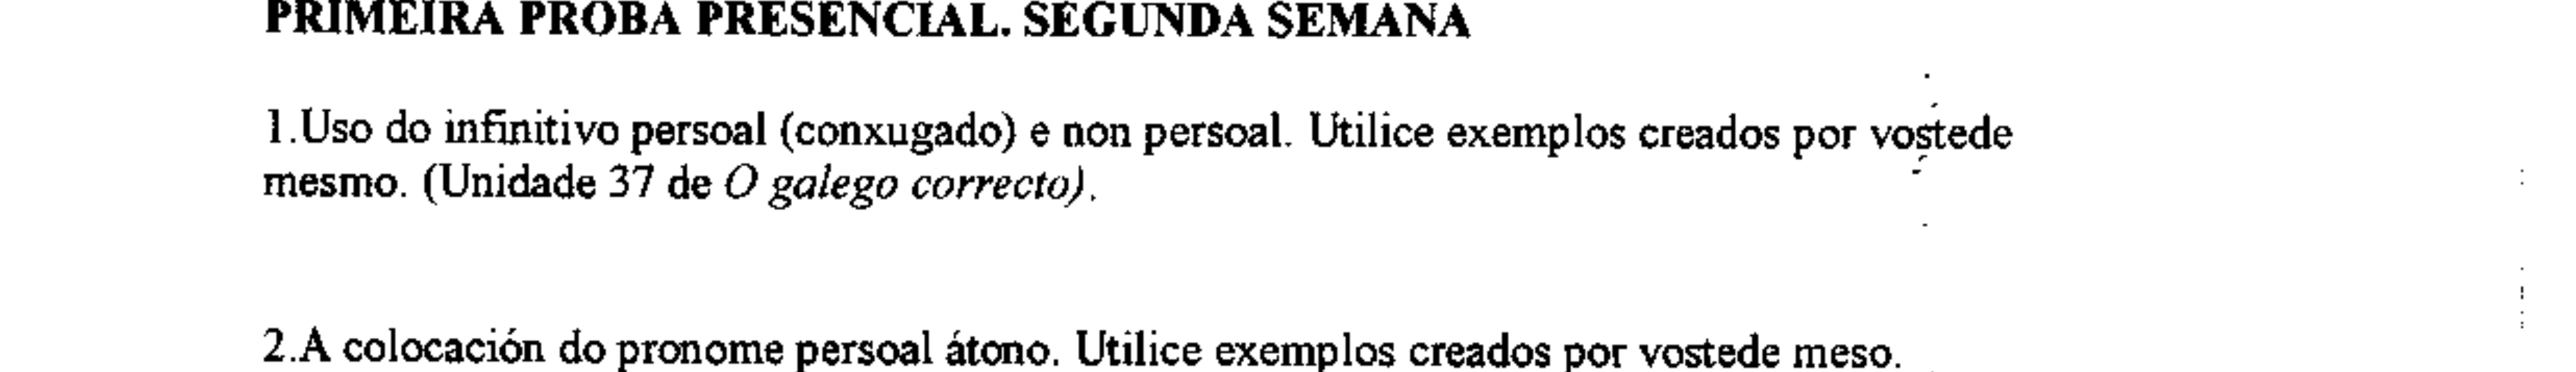 PRIMEIRA PROBA PRESENCIAL. SEGUNDA SEMANA
1.Uso do infinitivo persoal (conxugado) e non persoal. Utilice exemplos creados por vostede
mesmo. (Unidade 37 de O galego correcto).
2.A colocación do pronome persoal átono. Utilice exemplos creados por vostede meso.